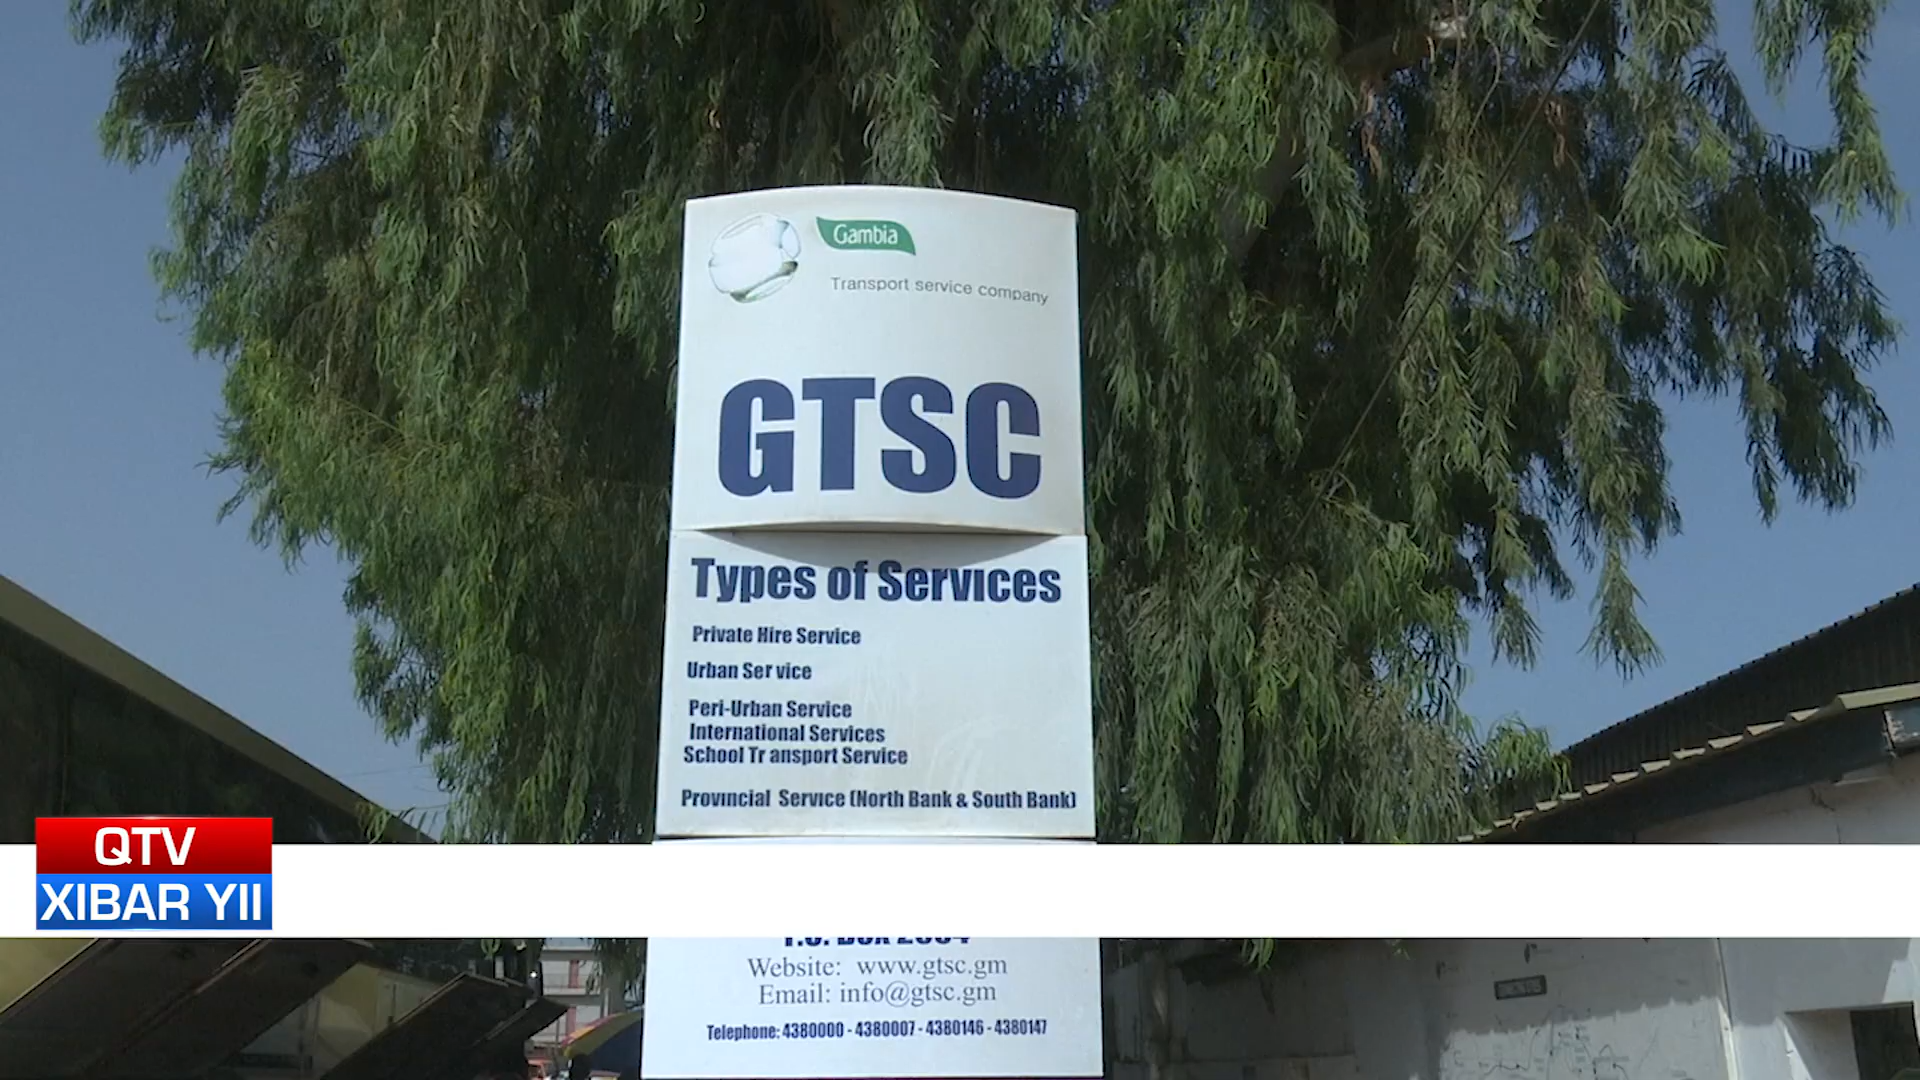 Gambia
Transport service company
GTSC
Types of Services
Private Hire Service
Urban Ser vice
Peri-Urban Service
International Services
School Tr ansport Service
Provincial Service (North Bank & South Bank)
QTV
XIBAR YII
Website: www.gtsc.gm
Email: info@gtsc.gm
Telephone: 4380000 - 4380007 - 4380146 - 4380147